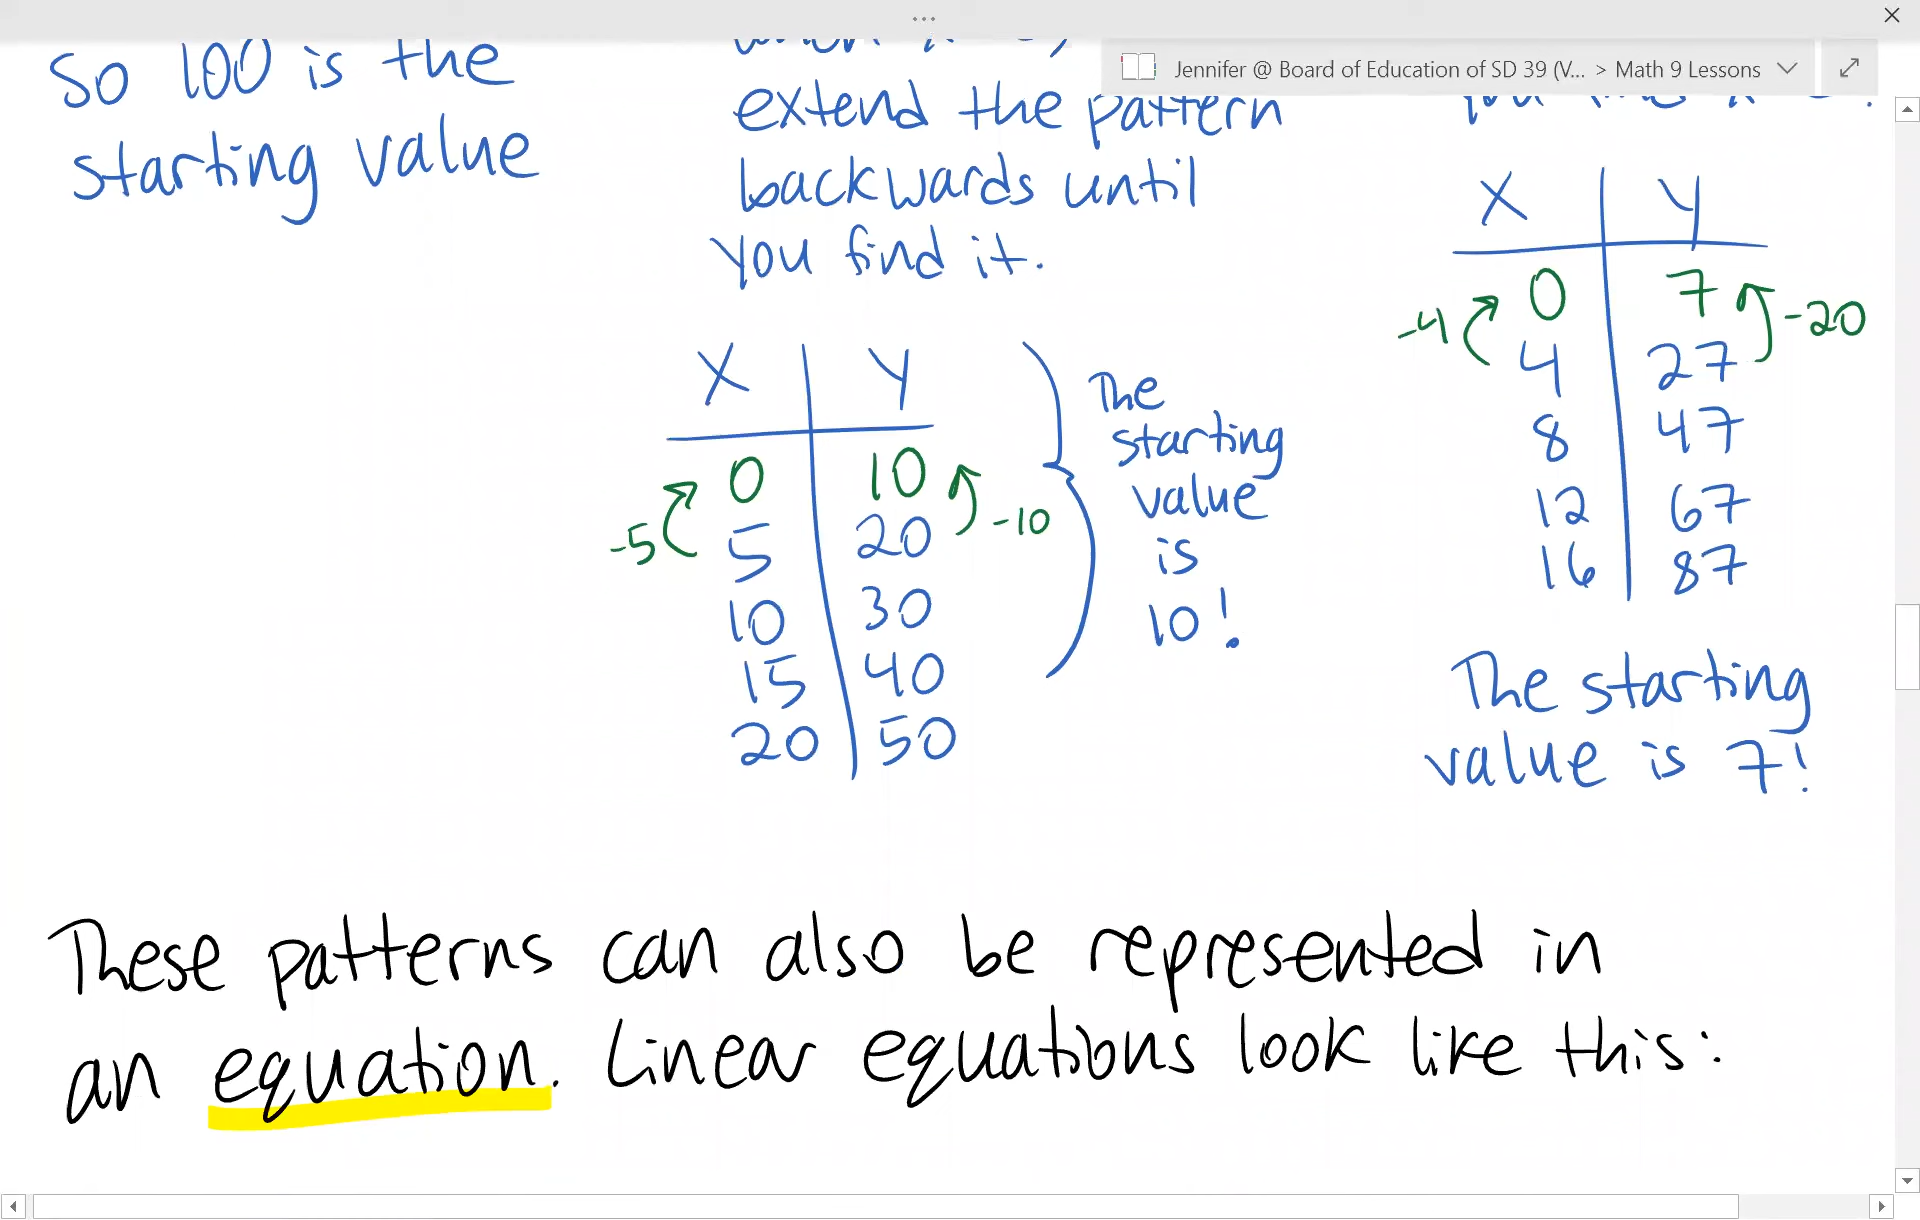 Jennifer @ Board of Education of SD 39 (V... > Math 9 Lessons
So 100 is the
starting value
extend the pattern
backwards until
you find it.
X Y
0 10
5 20
10 30
15 40
20 50
-5
-10
The
starting
value
is
10!
X Y
0 7
4 27
8 47
12 67
16 87
-4
-20
The starting
value is 7!
These patterns can also be represented in
an equation. Linear equations look like this: